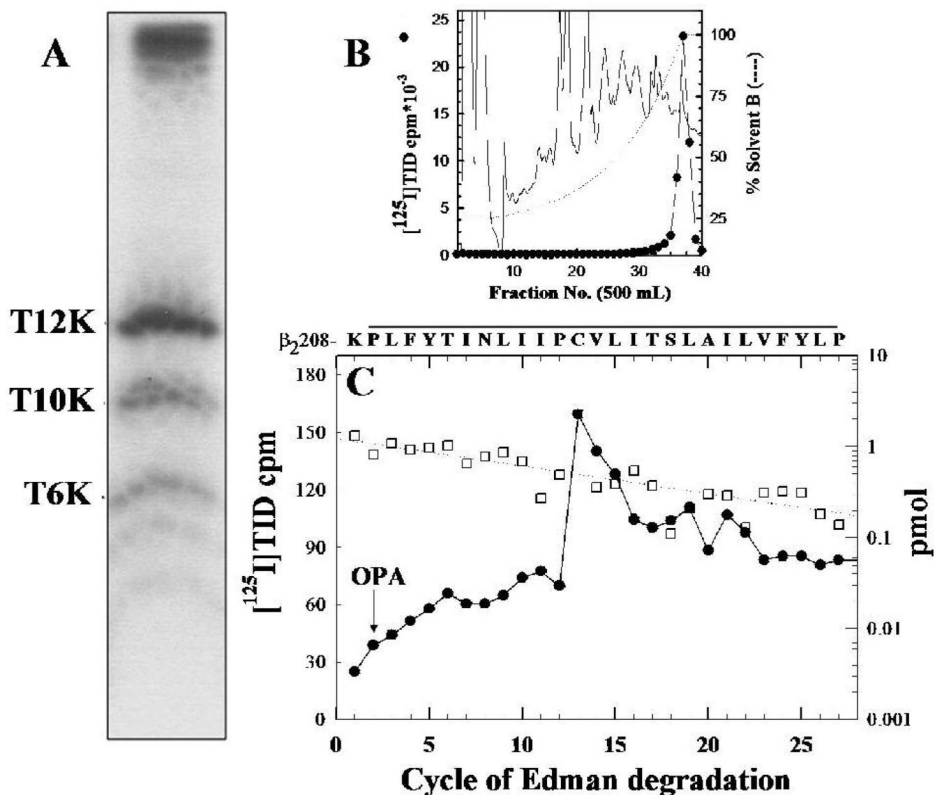 A
T12K
T10K
T6K
B
[125I]TID cpm*10-3
25
20
15
10
5
0
100
75
50
25
% Solvent B (----)
10 20 30 40
Fraction No. (500 mL)
β2208- K P L F Y T I N L I I P C V L I T S L A I L V F Y L P
C
[125I]TID cpm
180
150
120
90
60
30
0
OPA
10
1
0.1
0.01
0.001
pmol
0 5 10 15 20 25
Cycle of Edman degradation